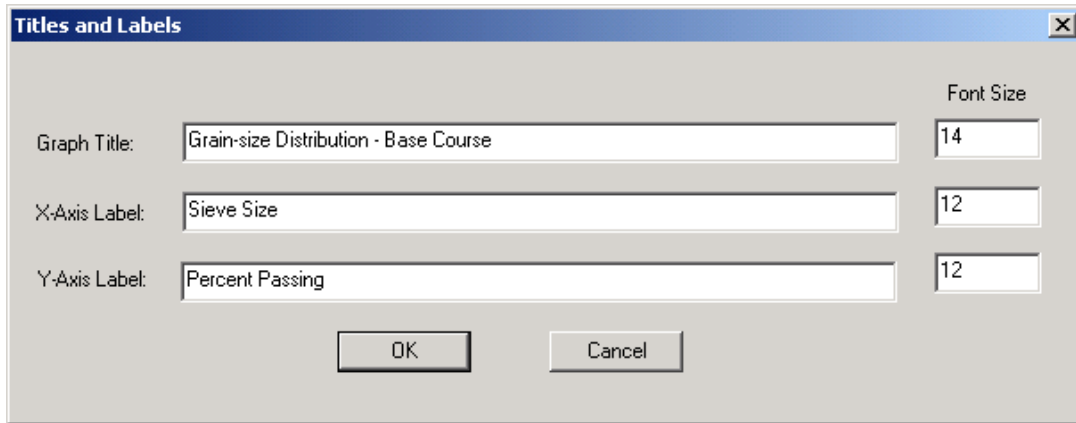 Titles and Labels
Font Size
Graph Title: Grain-size Distribution - Base Course 14
X-Axis Label: Sieve Size 12
Y-Axis Label: Percent Passing 12
OK Cancel